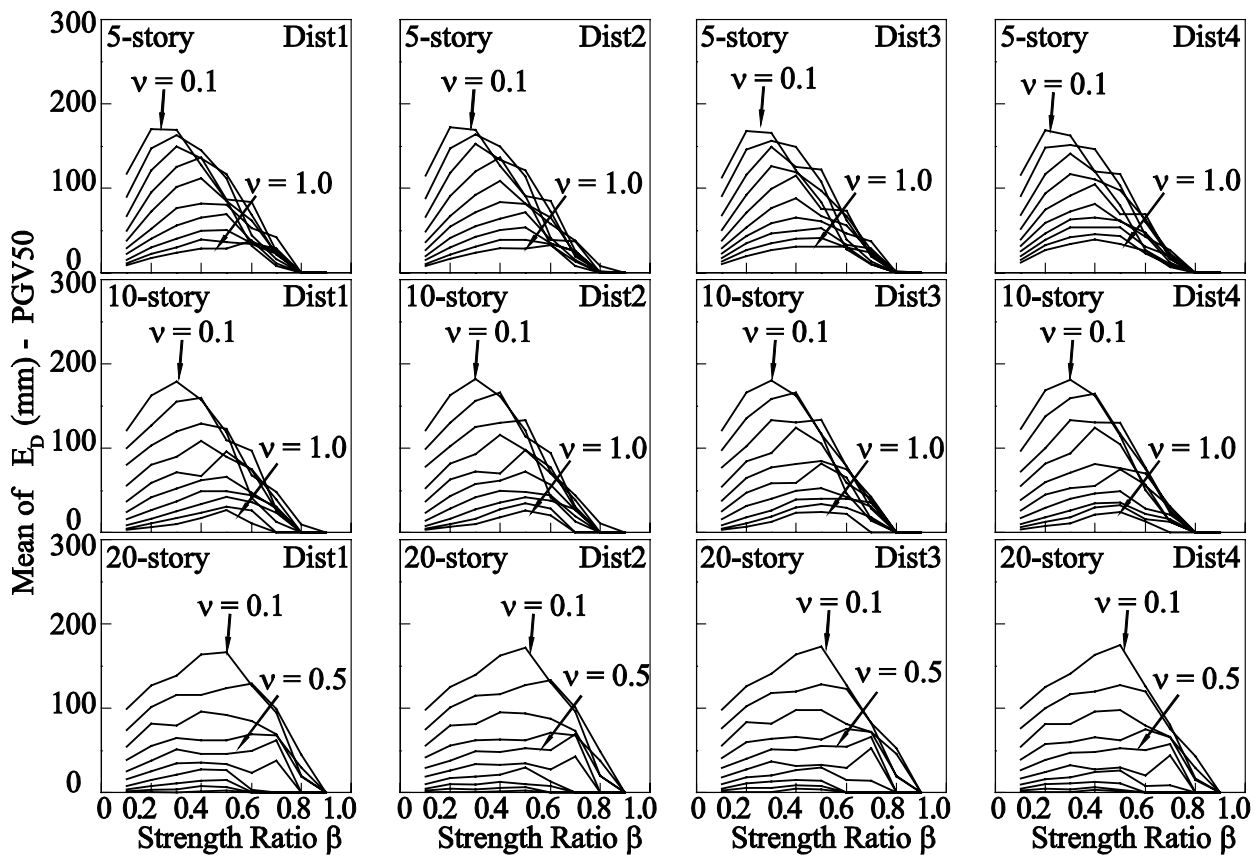 Mean of E_D (mm) - PGV50
300
200
100
0
5-story Dist1
ν = 0.1
ν = 1.0
5-story Dist2
ν = 0.1
ν = 1.0
5-story Dist3
ν = 0.1
ν = 1.0
5-story Dist4
ν = 0.1
ν = 1.0
300
200
100
0
10-story Dist1
ν = 0.1
ν = 1.0
10-story Dist2
ν = 0.1
ν = 1.0
10-story Dist3
ν = 0.1
ν = 1.0
10-story Dist4
ν = 0.1
ν = 1.0
300
200
100
0
20-story Dist1
ν = 0.1
ν = 0.5
20-story Dist2
ν = 0.1
ν = 0.5
20-story Dist3
ν = 0.1
ν = 0.5
20-story Dist4
ν = 0.1
ν = 0.5
0 0.2 0.4 0.6 0.8 1.0
Strength Ratio β
0 0.2 0.4 0.6 0.8 1.0
Strength Ratio β
0 0.2 0.4 0.6 0.8 1.0
Strength Ratio β
0 0.2 0.4 0.6 0.8 1.0
Strength Ratio β